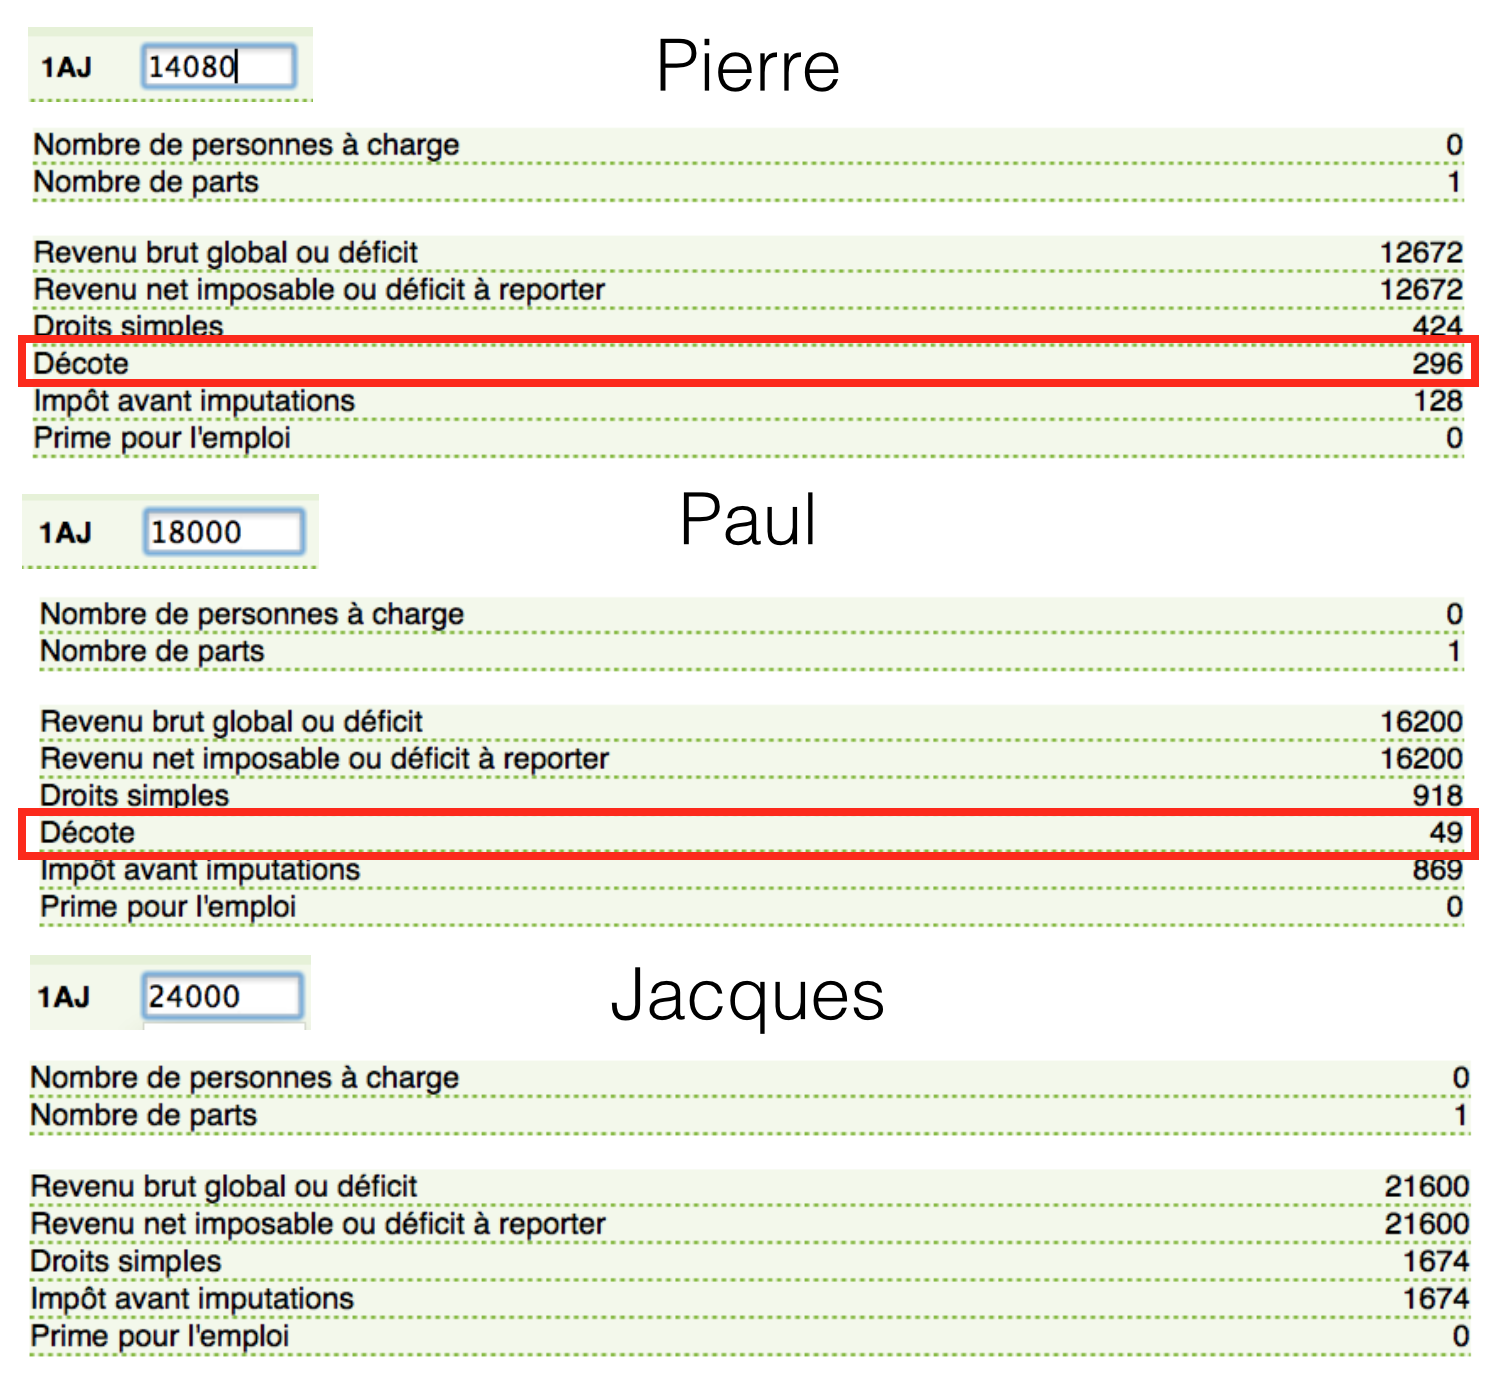 1AJ 14080 Pierre
Nombre de personnes à charge 0
Nombre de parts 1
Revenu brut global ou déficit 12672
Revenu net imposable ou déficit à reporter 12672
Droits simples 424
Décote 296
Impôt avant imputations 128
Prime pour l'emploi 0
1AJ 18000 Paul
Nombre de personnes à charge 0
Nombre de parts 1
Revenu brut global ou déficit 16200
Revenu net imposable ou déficit à reporter 16200
Droits simples 918
Décote 49
Impôt avant imputations 869
Prime pour l'emploi 0
1AJ 24000 Jacques
Nombre de personnes à charge 0
Nombre de parts 1
Revenu brut global ou déficit 21600
Revenu net imposable ou déficit à reporter 21600
Droits simples 1674
Impôt avant imputations 1674
Prime pour l'emploi 0